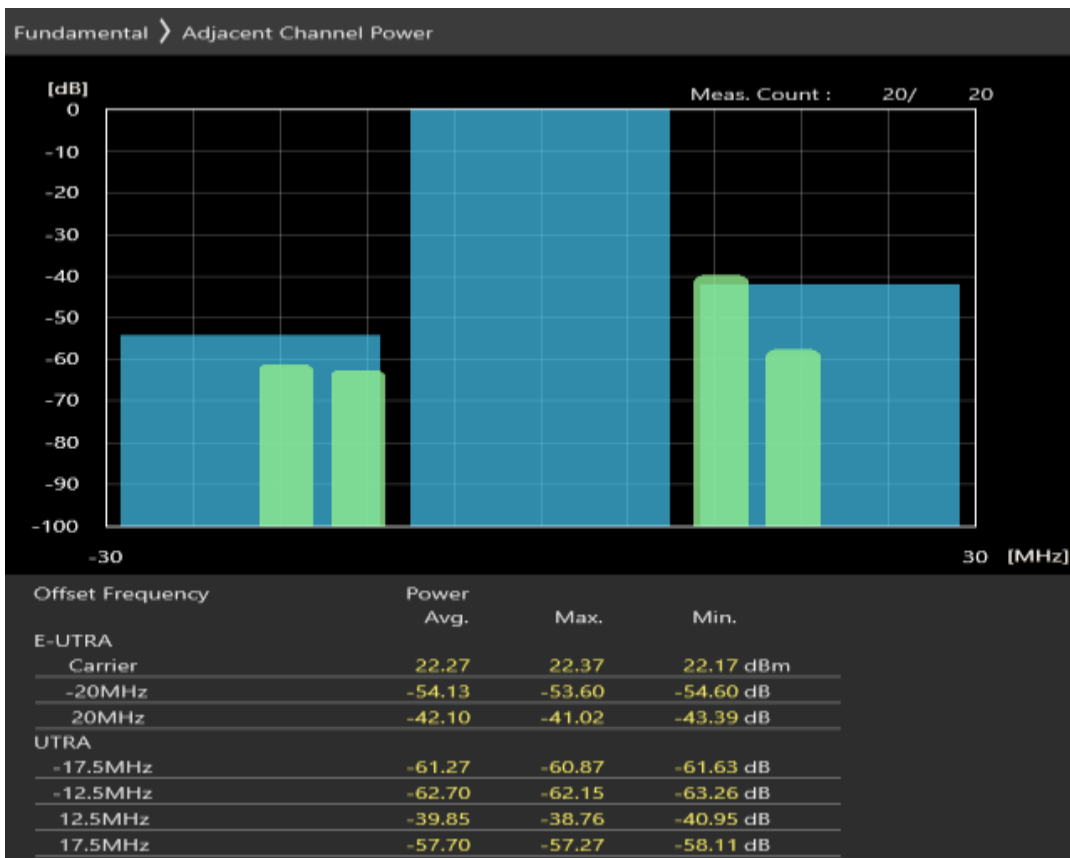 Fundamental ❯ Adjacent Channel Power
[dB]
Meas. Count : 20/ 20
0
-10
-20
-30
-40
-50
-60
-70
-80
-90
-100
-30 30 [MHz]
Offset Frequency Power
Avg. Max. Min.
E-UTRA
Carrier 22.27 22.37 22.17 dBm
-20MHz -54.13 -53.60 -54.60 dB
20MHz -42.10 -41.02 -43.39 dB
UTRA
-17.5MHz -61.27 -60.87 -61.63 dB
-12.5MHz -62.70 -62.15 -63.26 dB
12.5MHz -39.85 -38.76 -40.95 dB
17.5MHz -57.70 -57.27 -58.11 dB